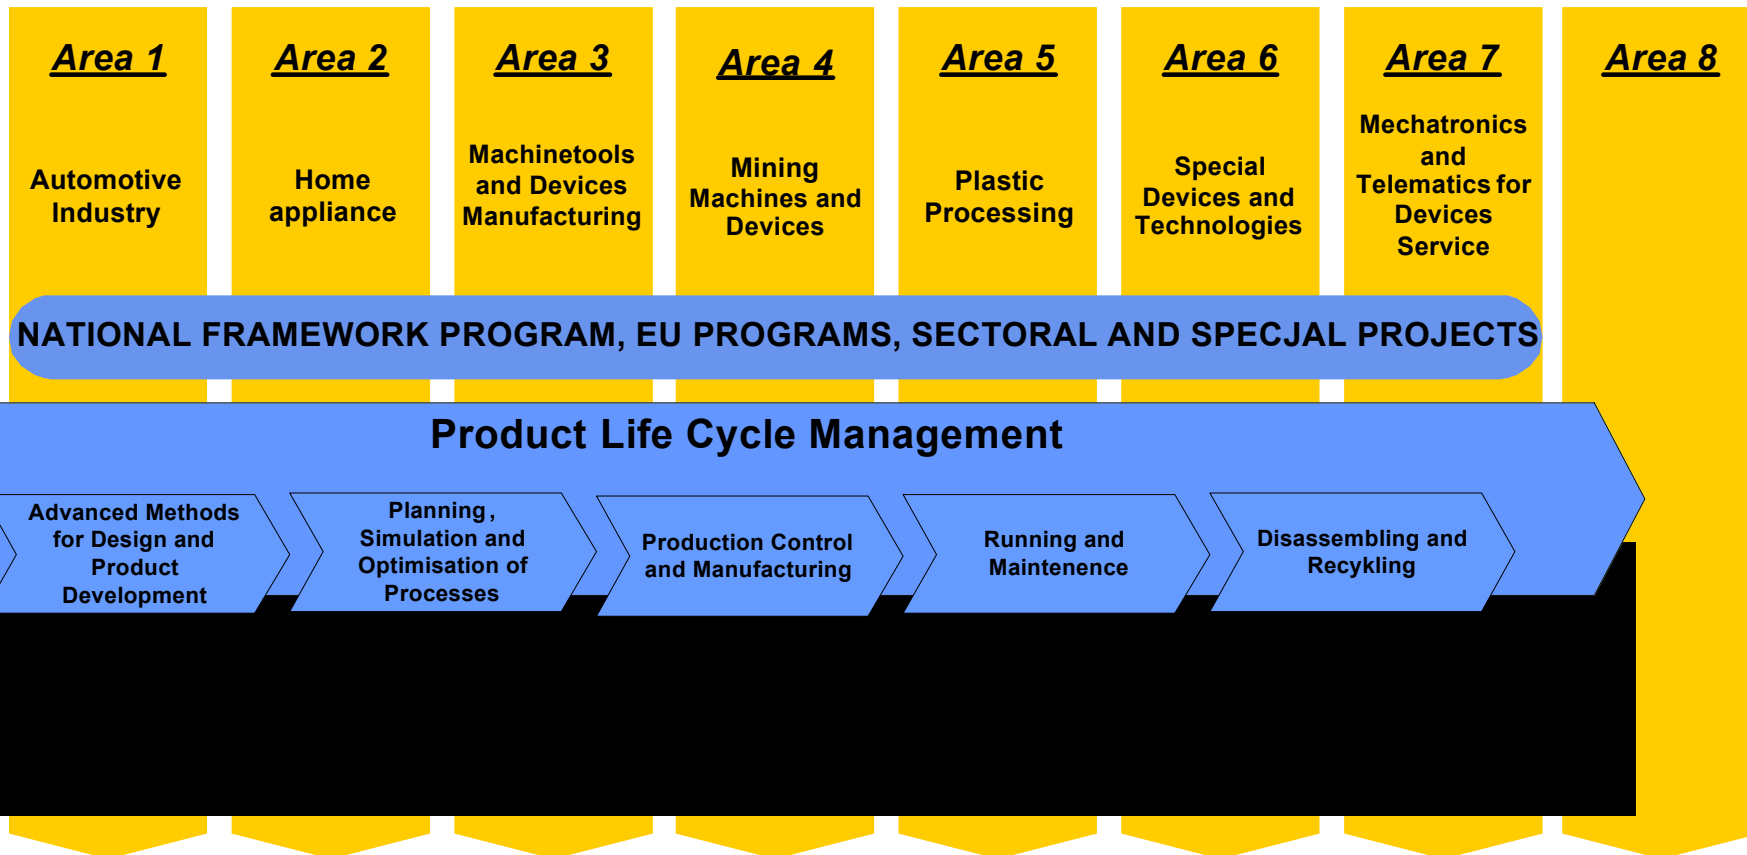 Area 1
Area 2
Area 3
Area 4
Area 5
Area 6
Area 7
Area 8
Automotive
Industry
Home
appliance
Machinetools
and Devices
Manufacturing
Mining
Machines and
Devices
Plastic
Processing
Special
Devices and
Technologies
Mechatronics
and
Telematics for
Devices
Service
NATIONAL FRAMEWORK PROGRAM, EU PROGRAMS, SECTORAL AND SPECJAL PROJECTS
Product Life Cycle Management
Advanced Methods
for Design and
Product
Development
Planning ,
Simulation and
Optimisation of
Processes
Production Control
and Manufacturing
Running and
Maintenence
Disassembling and
Recykling